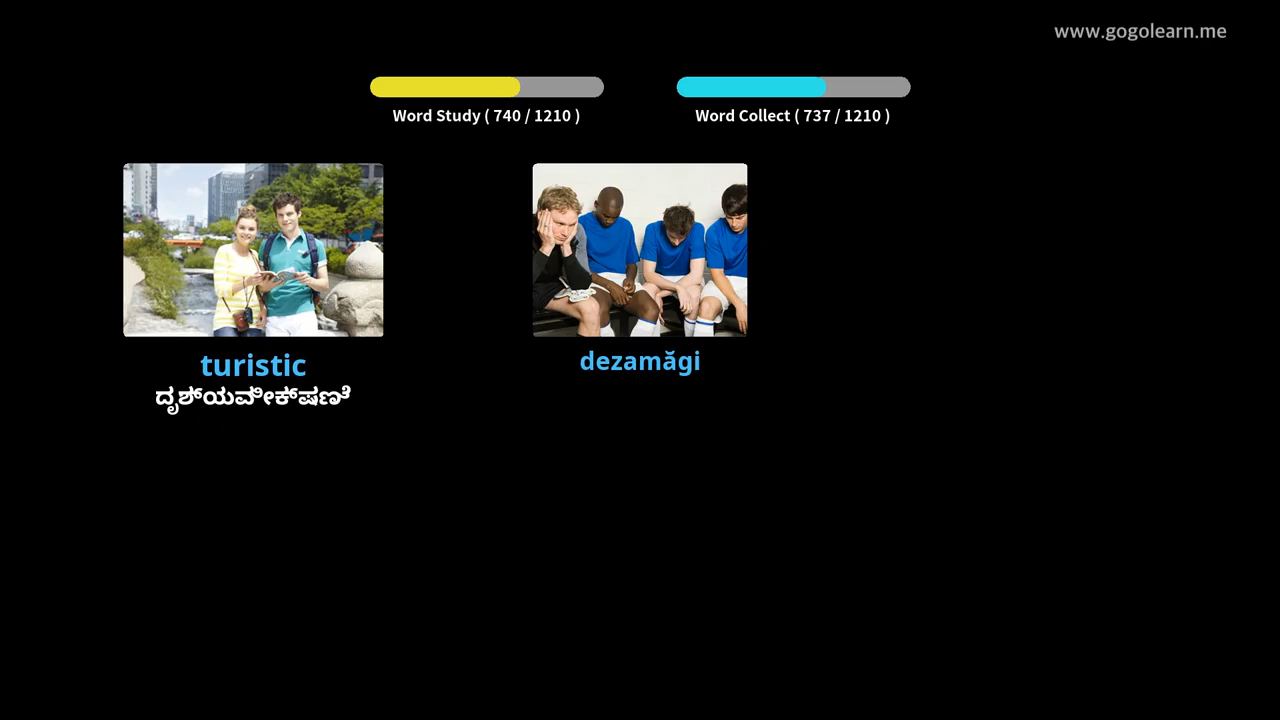 www.gogolearn.me
Word Study ( 740 / 1210 )
Word Collect ( 737 / 1210 )
turistic
ದೃಶ್ಯವೀಕ್ಷಣೆ
dezamăgi